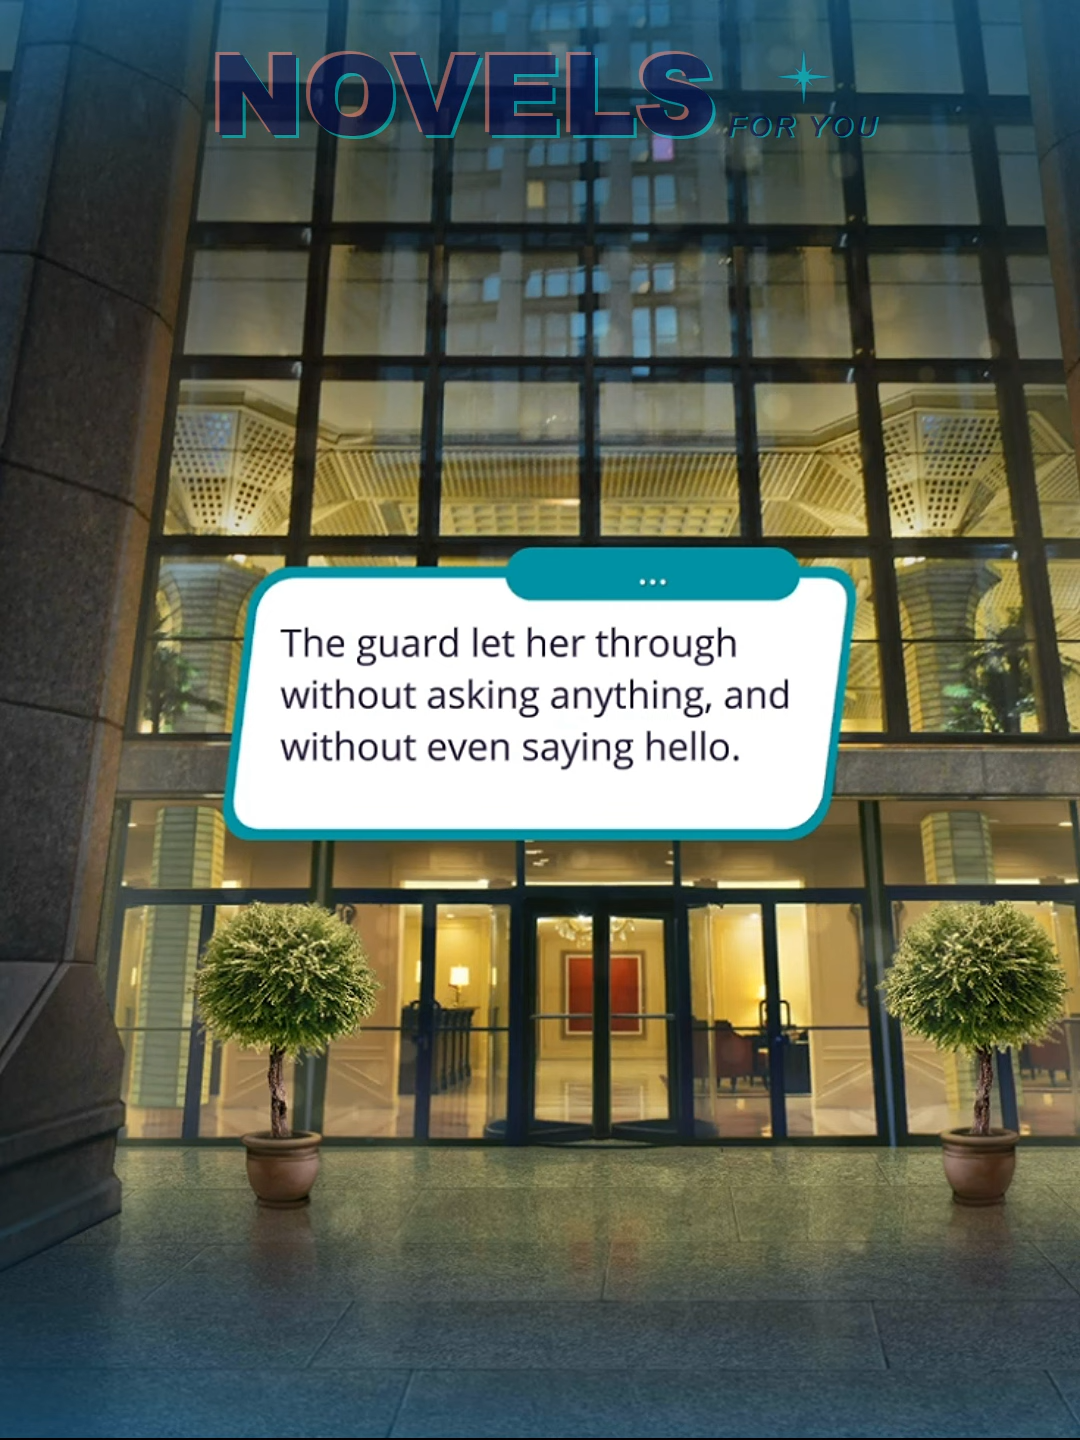 NOVELS FOR YOU
...
The guard let her through
without asking anything, and
without even saying hello.